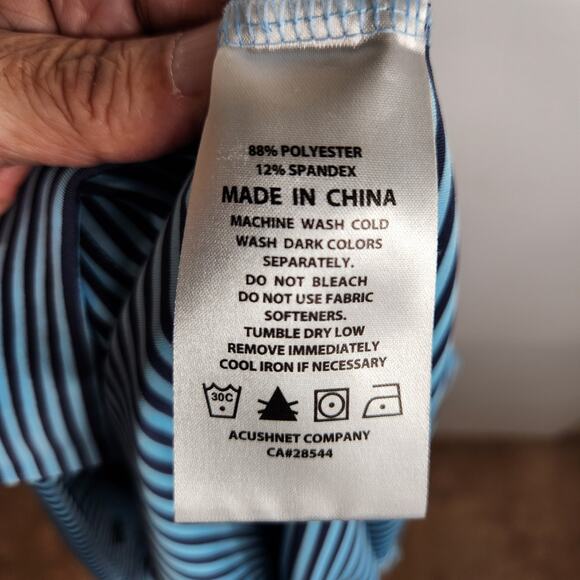 88% POLYESTER
12% SPANDEX
MADE IN CHINA
MACHINE WASH COLD
WASH DARK COLORS
SEPARATELY.
DO NOT BLEACH
DO NOT USE FABRIC
SOFTENERS.
TUMBLE DRY LOW
REMOVE IMMEDIATELY
COOL IRON IF NECESSARY
30C
ACUSHNET COMPANY
CA#28544